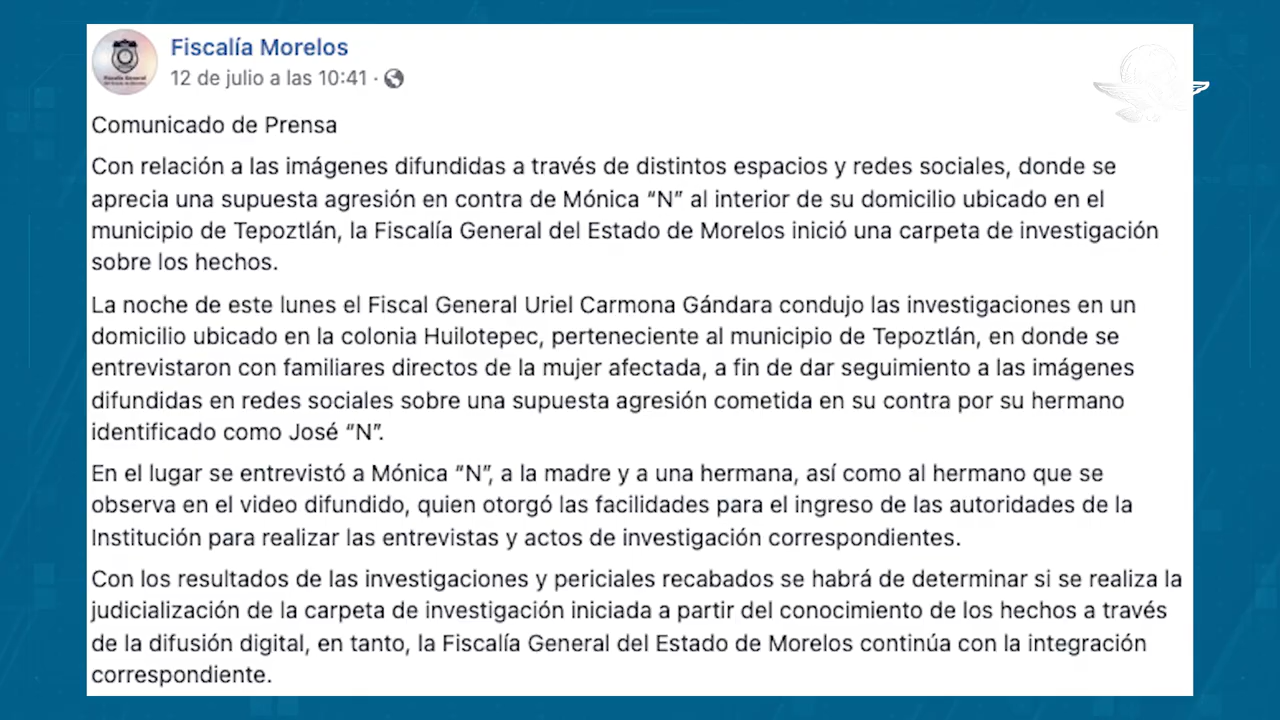 Fiscalía Morelos
12 de julio a las 10:41 ·
Comunicado de Prensa
Con relación a las imágenes difundidas a través de distintos espacios y redes sociales, donde se
aprecia una supuesta agresión en contra de Mónica “N” al interior de su domicilio ubicado en el
municipio de Tepoztlán, la Fiscalía General del Estado de Morelos inició una carpeta de investigación
sobre los hechos.
La noche de este lunes el Fiscal General Uriel Carmona Gándara condujo las investigaciones en un
domicilio ubicado en la colonia Huilotepec, perteneciente al municipio de Tepoztlán, en donde se
entrevistaron con familiares directos de la mujer afectada, a fin de dar seguimiento a las imágenes
difundidas en redes sociales sobre una supuesta agresión cometida en su contra por su hermano
identificado como José “N”.
En el lugar se entrevistó a Mónica “N”, a la madre y a una hermana, así como al hermano que se
observa en el video difundido, quien otorgó las facilidades para el ingreso de las autoridades de la
Institución para realizar las entrevistas y actos de investigación correspondientes.
Con los resultados de las investigaciones y periciales recabados se habrá de determinar si se realiza la
judicialización de la carpeta de investigación iniciada a partir del conocimiento de los hechos a través
de la difusión digital, en tanto, la Fiscalía General del Estado de Morelos continúa con la integración
correspondiente.